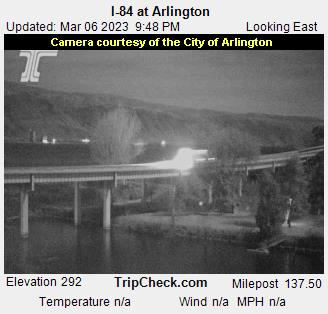 I-84 at Arlington
Updated: Mar 06 2023 9:48 PM Looking East
Camera courtesy of the City of Arlington
Elevation 292 TripCheck.com Milepost 137.50
Temperature n/a Wind n/a MPH n/a